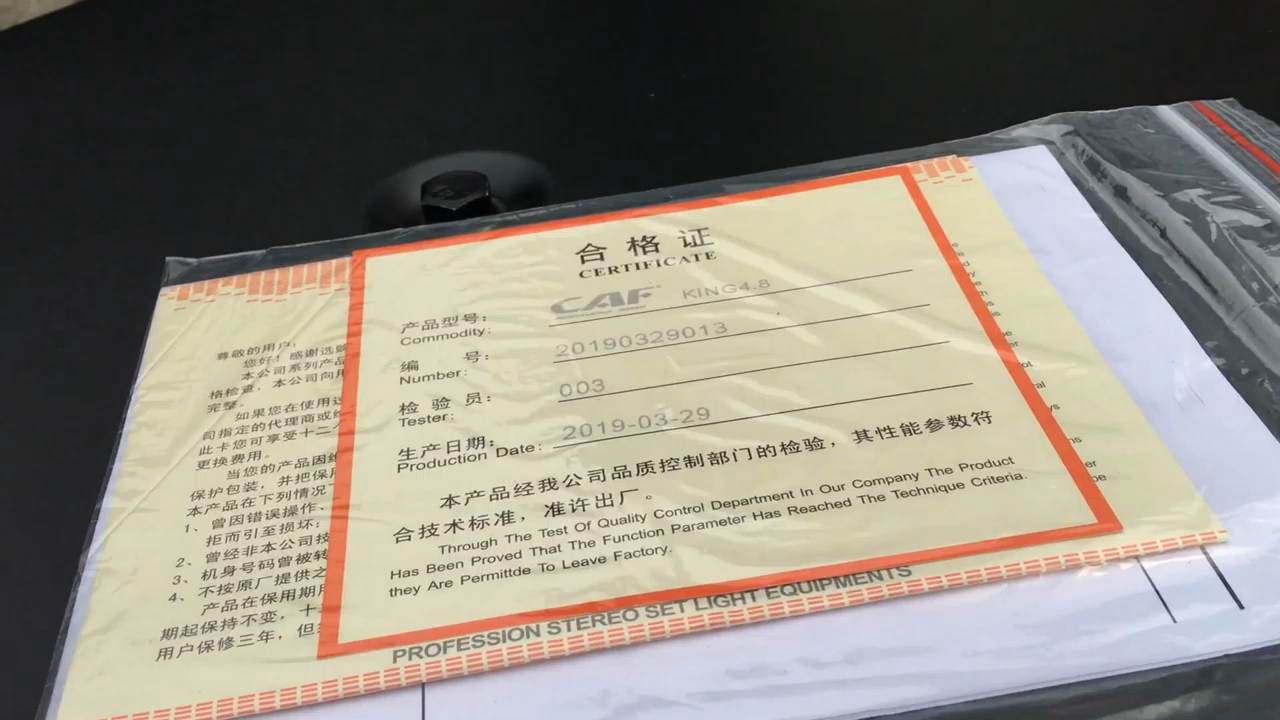 合格证
CERTIFICATE
产品型号: CAF KING4.8
Commodity:
编 号: 20190329013
Number:
检 验 员: 003
Tester:
生产日期: 2019-03-29
Production Date:
本产品经我公司品质控制部门的检验，其性能参数符
合技术标准，准许出厂。
Through The Test Of Quality Control Department In Our Company The Product
Has Been Proved That The Function Parameter Has Reached The Technique Criteria.
they Are Permittde To Leave Factory.
PROFESSION STEREO SET LIGHT EQUIPMENTS
尊敬的用户:
您好！感谢选购
本公司系列产品
格检查，本公司向用
完整。
如果您在使用过
司指定的代理商或经
此卡您可享受十二个
更换费用。
当您的产品因维
保护包装，并把保用
本产品在下列情况下
1、曾因错误操作、
拒而引至损坏;
2、曾经非本公司技
3、机身号码曾被转
4、不按原厂提供之
产品在保用期
期起保持不变，十
用户保修三年，但